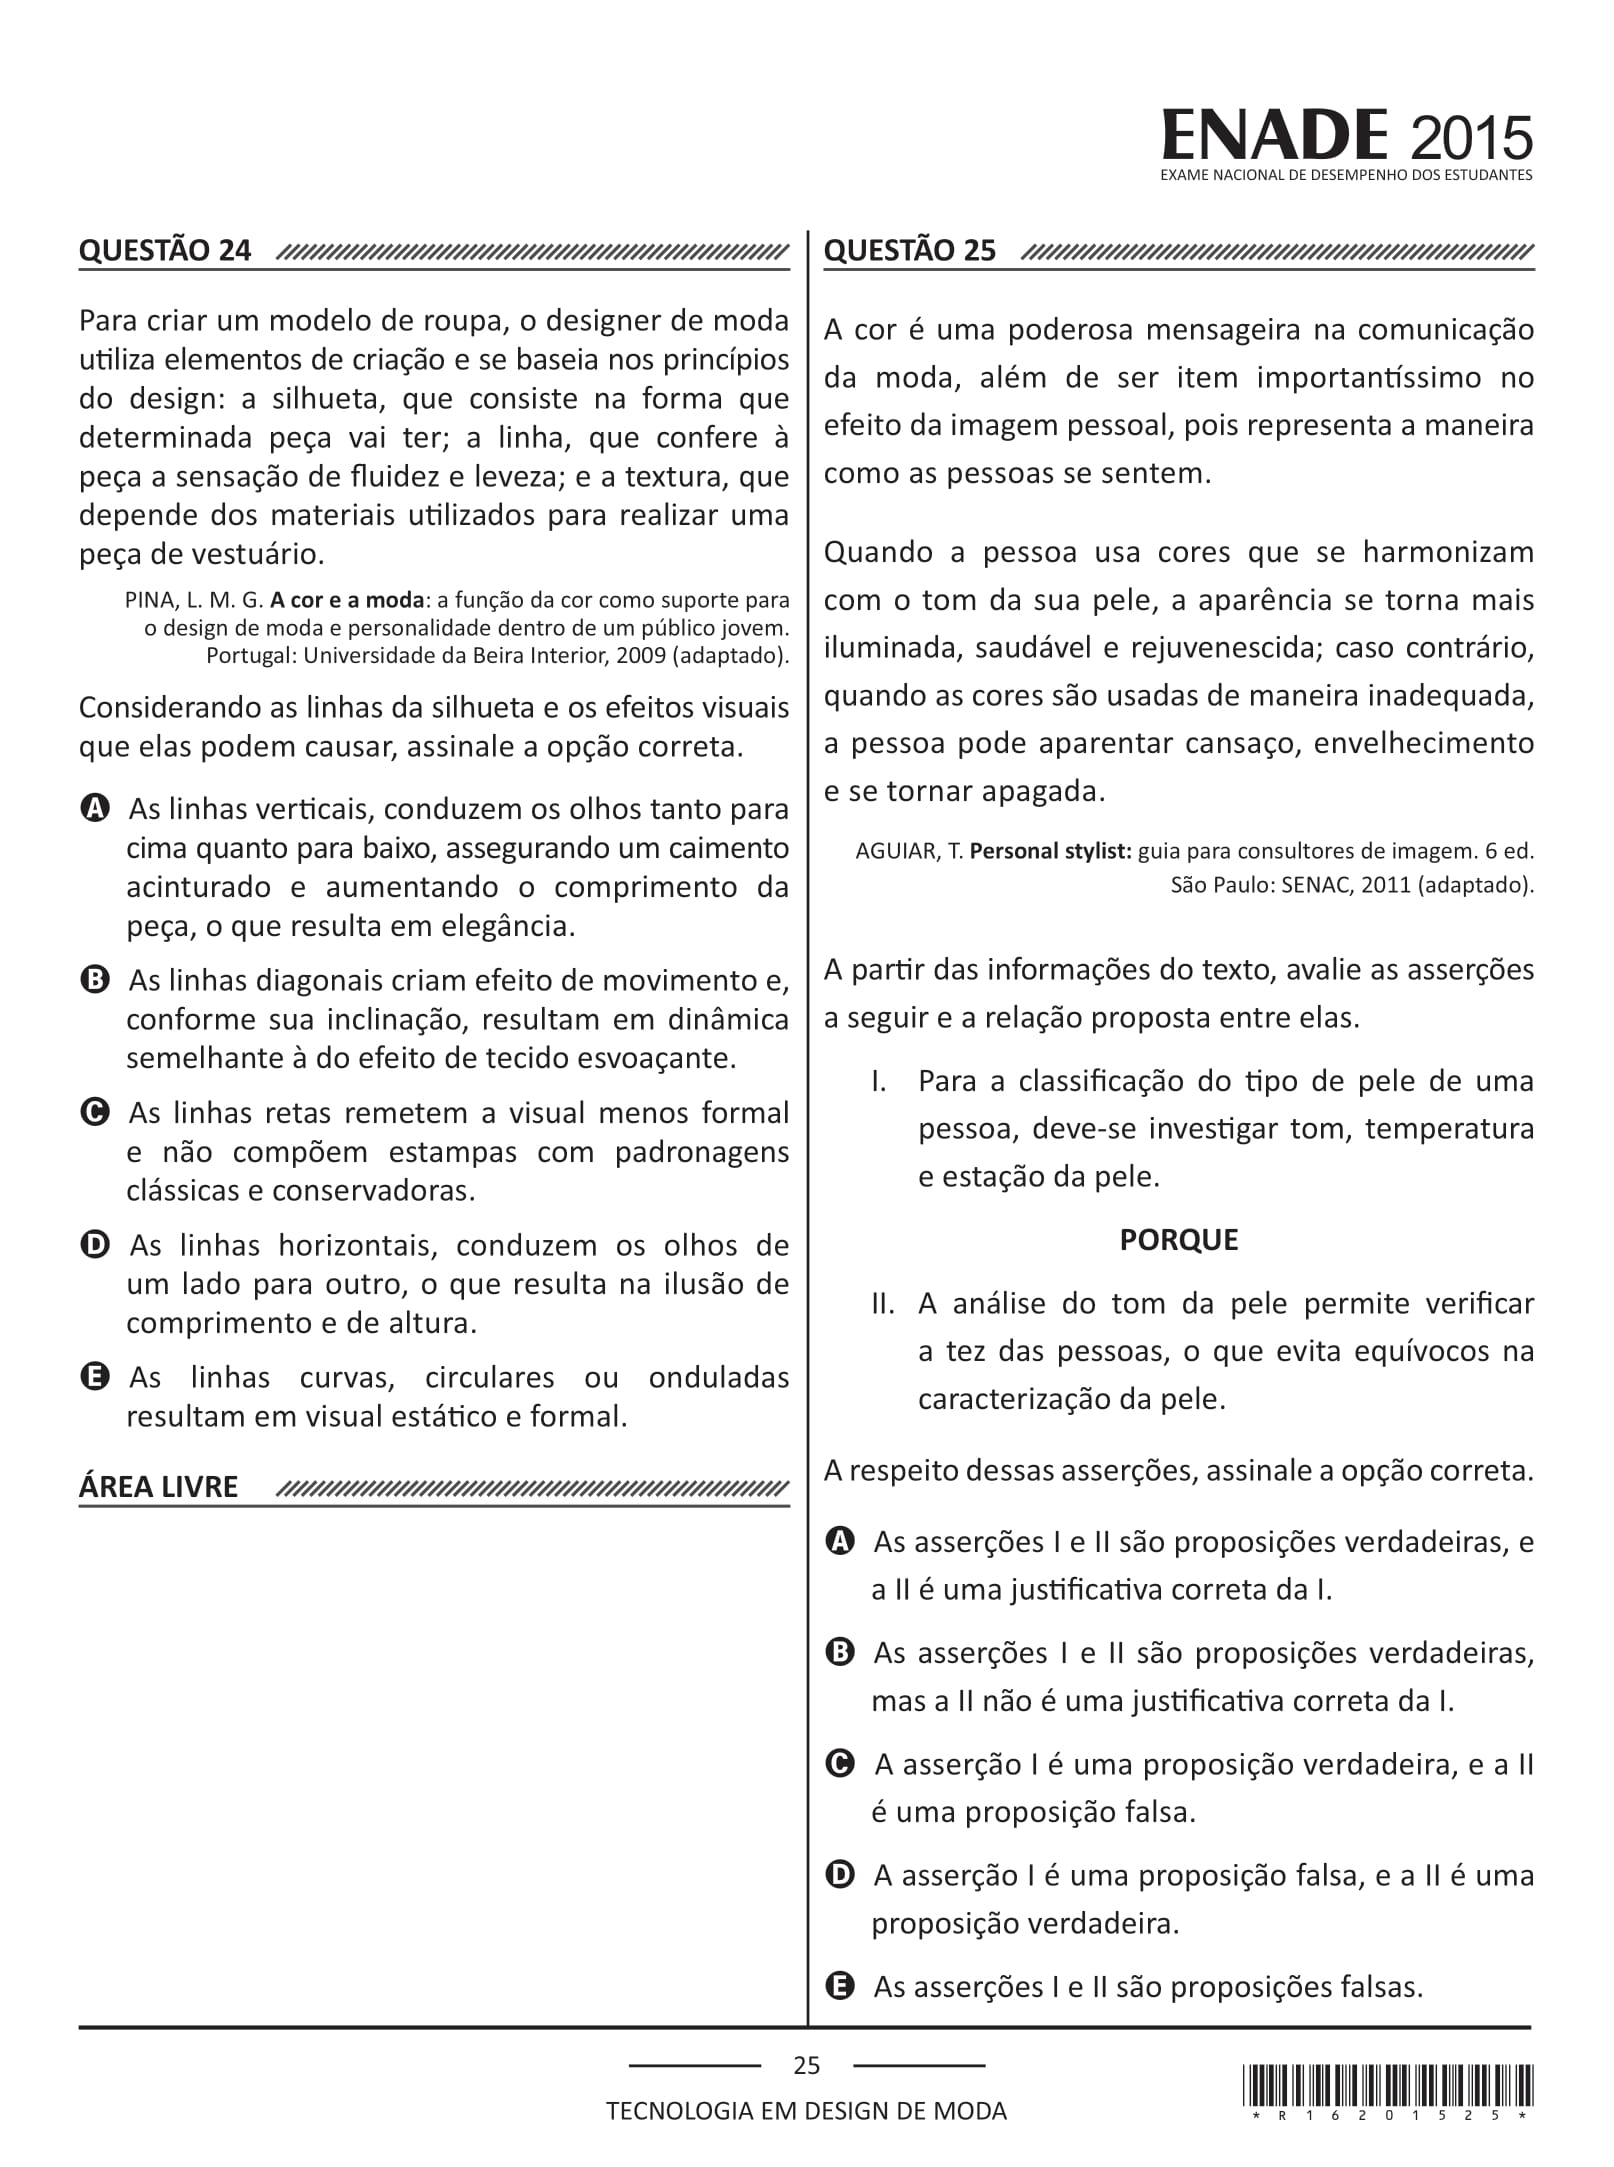 ENADE 2015
EXAME NACIONAL DE DESEMPENHO DOS ESTUDANTES
QUESTÃO 24
Para criar um modelo de roupa, o designer de moda
utiliza elementos de criação e se baseia nos princípios
do design: a silhueta, que consiste na forma que
determinada peça vai ter; a linha, que confere à
peça a sensação de fluidez e leveza; e a textura, que
depende dos materiais utilizados para realizar uma
peça de vestuário.
PINA, L. M. G. A cor e a moda: a função da cor como suporte para
o design de moda e personalidade dentro de um público jovem.
Portugal: Universidade da Beira Interior, 2009 (adaptado).
Considerando as linhas da silhueta e os efeitos visuais
que elas podem causar, assinale a opção correta.
A As linhas verticais, conduzem os olhos tanto para
cima quanto para baixo, assegurando um caimento
acinturado e aumentando o comprimento da
peça, o que resulta em elegância.
B As linhas diagonais criam efeito de movimento e,
conforme sua inclinação, resultam em dinâmica
semelhante à do efeito de tecido esvoaçante.
C As linhas retas remetem a visual menos formal
e não compõem estampas com padronagens
clássicas e conservadoras.
D As linhas horizontais, conduzem os olhos de
um lado para outro, o que resulta na ilusão de
comprimento e de altura.
E As linhas curvas, circulares ou onduladas
resultam em visual estático e formal.
ÁREA LIVRE
QUESTÃO 25
A cor é uma poderosa mensageira na comunicação
da moda, além de ser item importantíssimo no
efeito da imagem pessoal, pois representa a maneira
como as pessoas se sentem.
Quando a pessoa usa cores que se harmonizam
com o tom da sua pele, a aparência se torna mais
iluminada, saudável e rejuvenescida; caso contrário,
quando as cores são usadas de maneira inadequada,
a pessoa pode aparentar cansaço, envelhecimento
e se tornar apagada.
AGUIAR, T. Personal stylist: guia para consultores de imagem. 6 ed.
São Paulo: SENAC, 2011 (adaptado).
A partir das informações do texto, avalie as asserções
a seguir e a relação proposta entre elas.
I. Para a classificação do tipo de pele de uma
pessoa, deve-se investigar tom, temperatura
e estação da pele.
PORQUE
II. A análise do tom da pele permite verificar
a tez das pessoas, o que evita equívocos na
caracterização da pele.
A respeito dessas asserções, assinale a opção correta.
A As asserções I e II são proposições verdadeiras, e
a II é uma justificativa correta da I.
B As asserções I e II são proposições verdadeiras,
mas a II não é uma justificativa correta da I.
C A asserção I é uma proposição verdadeira, e a II
é uma proposição falsa.
D A asserção I é uma proposição falsa, e a II é uma
proposição verdadeira.
E As asserções I e II são proposições falsas.
25
TECNOLOGIA EM DESIGN DE MODA
* R 1 6 2 0 1 5 2 5 *